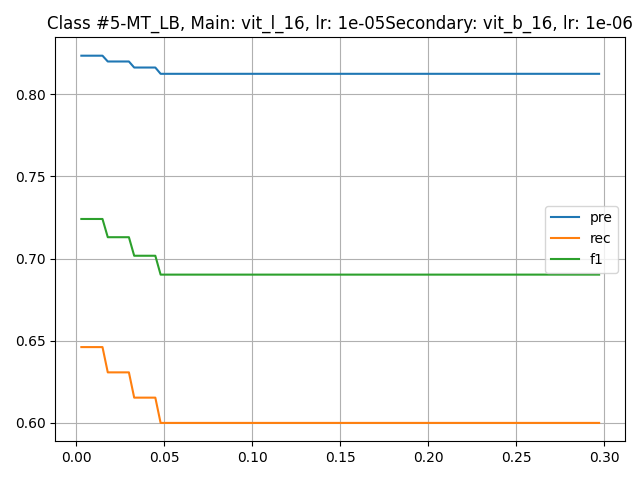 Class #5-MT_LB, Main: vit_l_16, lr: 1e-05Secondary: vit_b_16, lr: 1e-06
0.80
0.75
0.70
0.65
0.60
pre
rec
f1
0.00 0.05 0.10 0.15 0.20 0.25 0.30